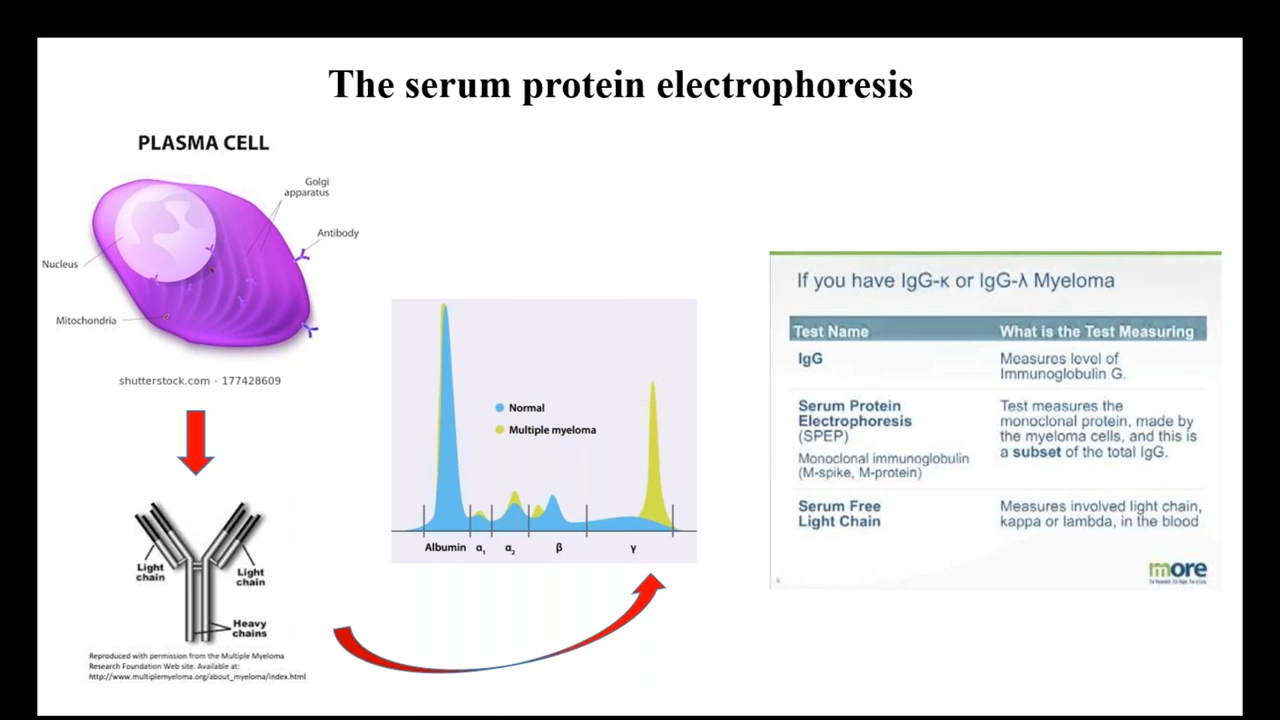 The serum protein electrophoresis
PLASMA CELL
Golgi
apparatus
Antibody
Nucleus
Mitochondria
shutterstock.com · 177428609
Light
chain
Light
chain
Heavy
chains
Reproduced with permission from the Multiple Myeloma
Research Foundation Web site. Available at:
http://www.multiplemyeloma.org/about_myeloma/index.html
Normal
Multiple myeloma
Albumin α1 α2 β γ
If you have IgG-κ or IgG-λ Myeloma
Test Name What is the Test Measuring
IgG Measures level of
Immunoglobulin G.
Serum Protein
Electrophoresis
(SPEP)
Monoclonal immunoglobulin
(M-spike, M-protein)
Test measures the
monoclonal protein, made by
the myeloma cells, and this is
a subset of the total IgG.
Serum Free
Light Chain
Measures involved light chain,
kappa or lambda, in the blood
more